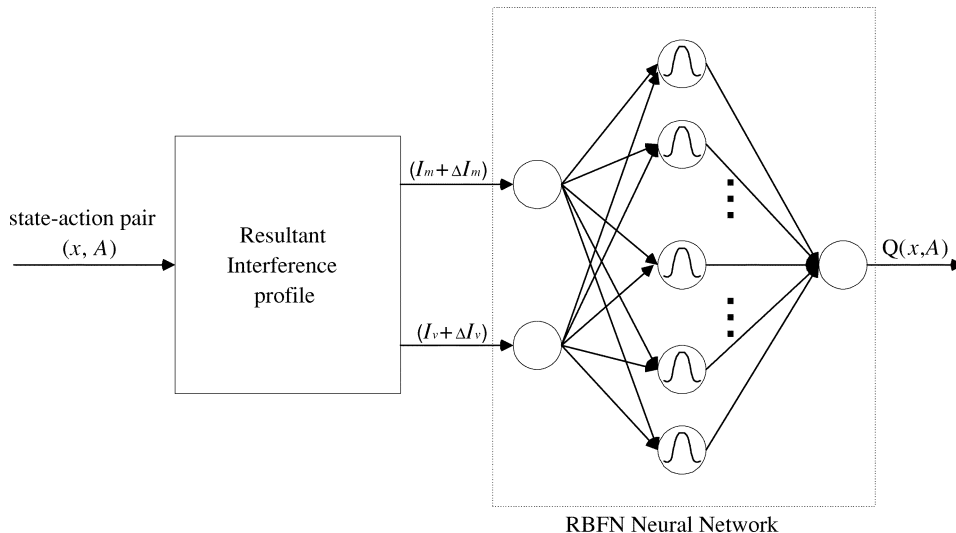 state-action pair
(x, A)
Resultant
Interference
profile
(Im+ΔIm)
(Iv+ΔIv)
Q(x,A)
RBFN Neural Network